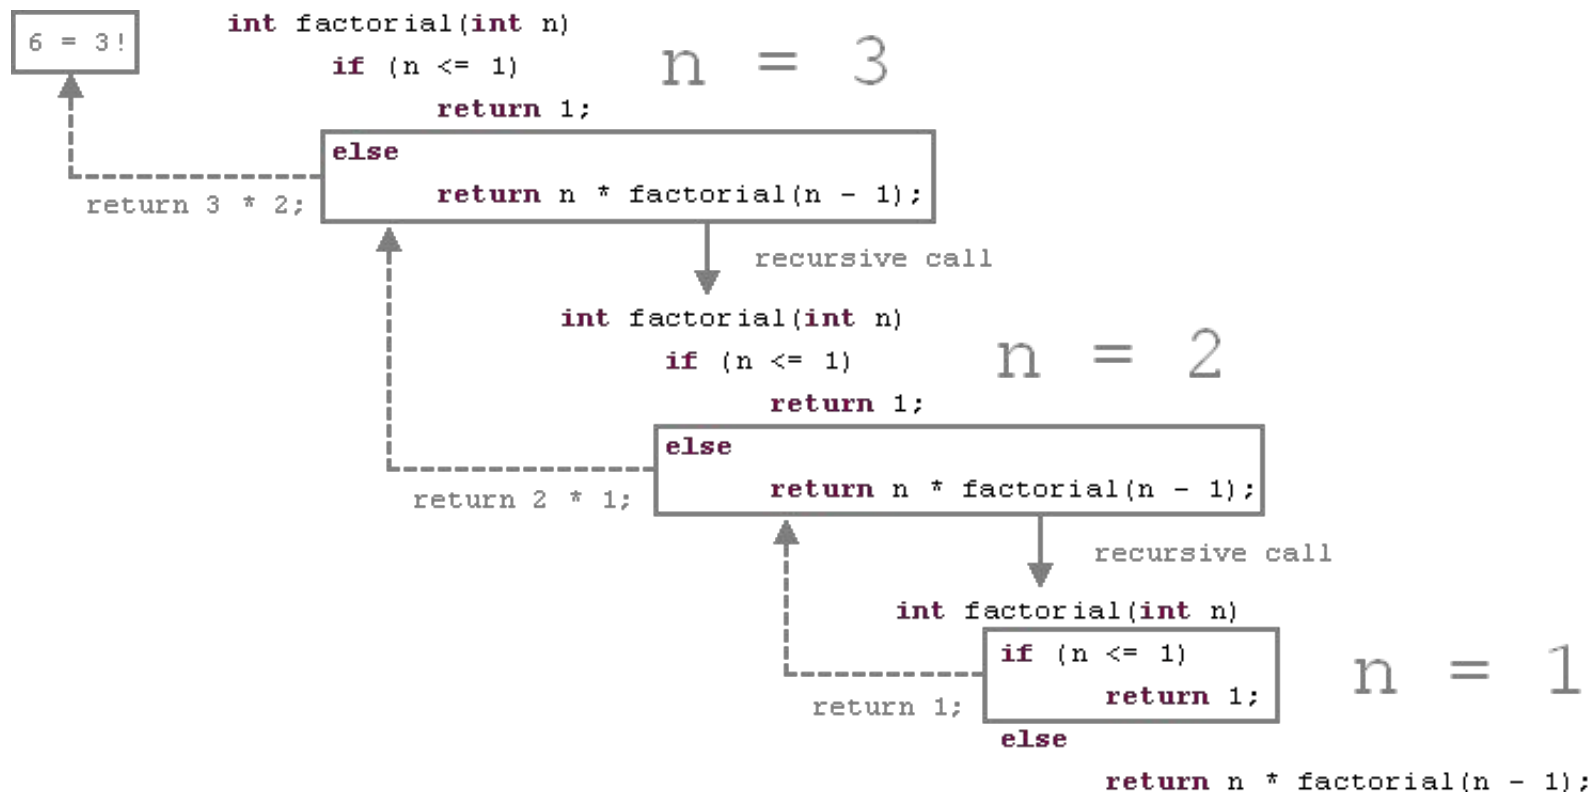 6 = 3!
int factorial(int n)
if (n <= 1)
return 1;
n = 3
else
return n * factorial(n - 1);
return 3 * 2;
recursive call
int factorial(int n)
if (n <= 1)
return 1;
n = 2
else
return n * factorial(n - 1);
return 2 * 1;
recursive call
int factorial(int n)
if (n <= 1)
return 1;
n = 1
return 1;
else
return n * factorial(n - 1);